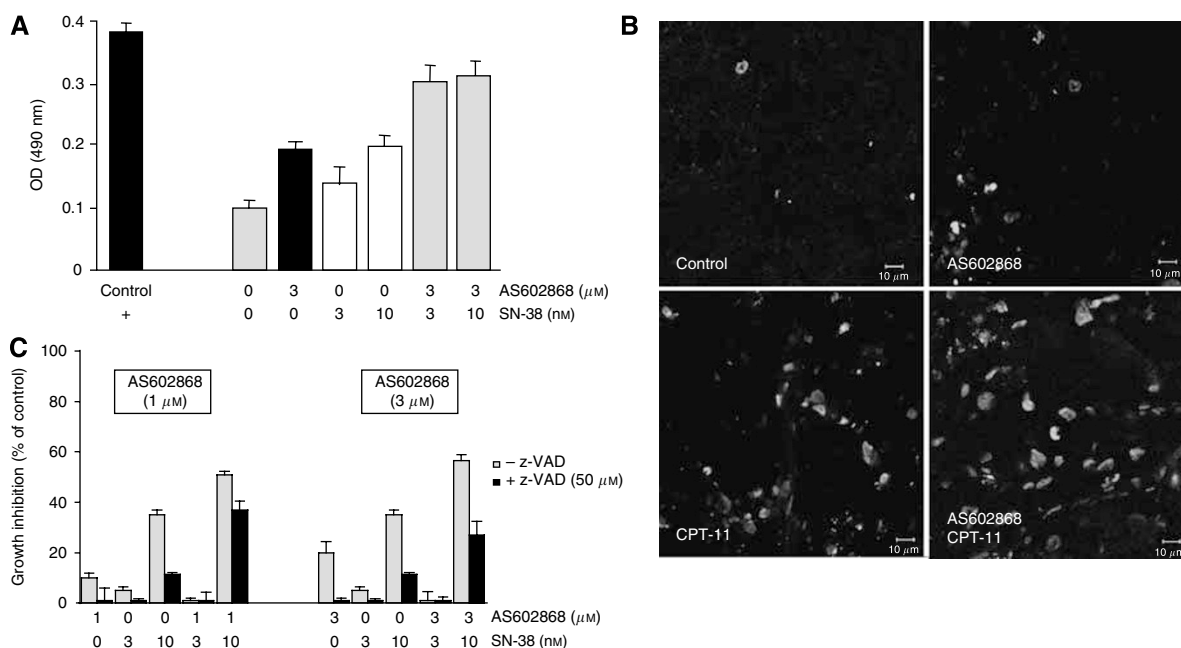 A
0.4
0.3
0.2
0.1
0
OD (490 nm)
Control
+
0 3 0 0 3 3 AS602868 (μM)
0 0 3 10 3 10 SN-38 (nM)
B
Control
10 μm
AS602868
10 μm
CPT-11
10 μm
AS602868
CPT-11
10 μm
C
100
80
60
40
20
0
Growth inhibition (% of control)
AS602868
(1 μM)
AS602868
(3 μM)
– z-VAD
+ z-VAD (50 μM)
1 0 0 1 1 3 0 0 3 3 AS602868 (μM)
0 3 10 3 10 0 3 10 3 10 SN-38 (nM)